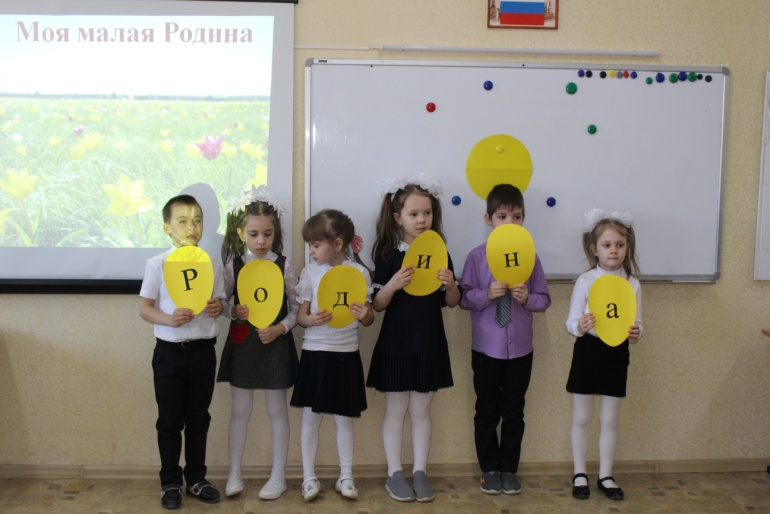 Моя малая Родина
Р о д и н а